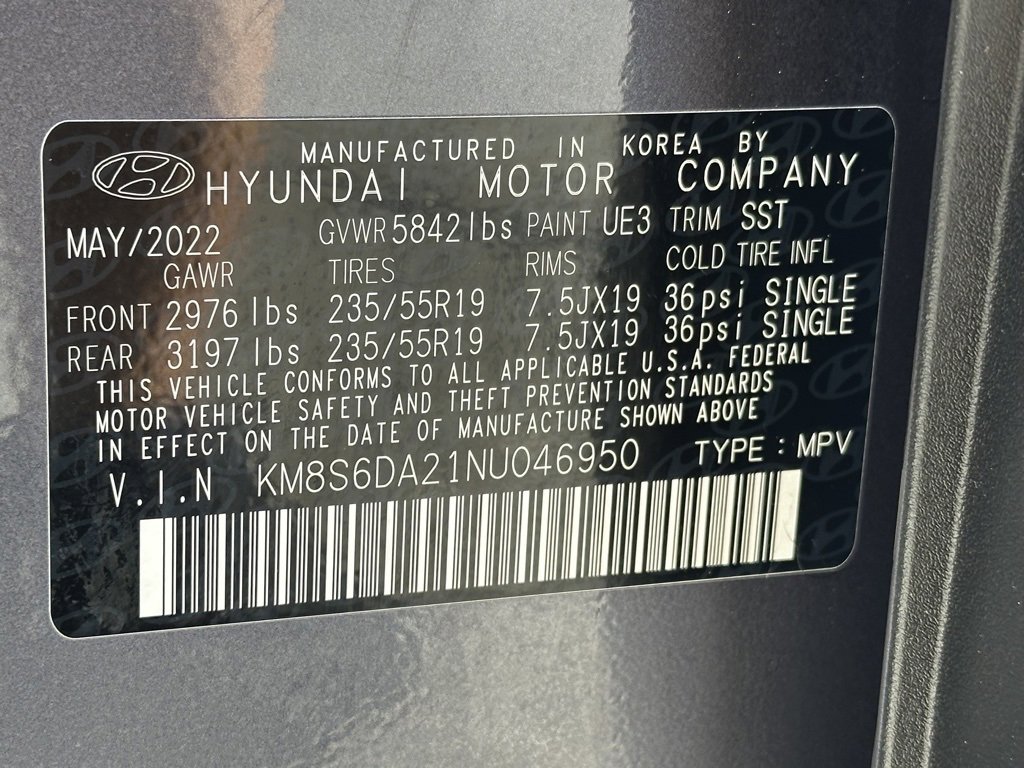 MANUFACTURED IN KOREA BY
HYUNDAI MOTOR COMPANY
MAY/2022 GVWR 5842lbs PAINT UE3 TRIM SST
GAWR TIRES RIMS COLD TIRE INFL
FRONT 2976 lbs 235/55R19 7.5JX19 36psi SINGLE
REAR 3197 lbs 235/55R19 7.5JX19 36psi SINGLE
THIS VEHICLE CONFORMS TO ALL APPLICABLE U.S.A. FEDERAL
MOTOR VEHICLE SAFETY AND THEFT PREVENTION STANDARDS
IN EFFECT ON THE DATE OF MANUFACTURE SHOWN ABOVE
V.I.N KM8S6DA21NU046950 TYPE : MPV